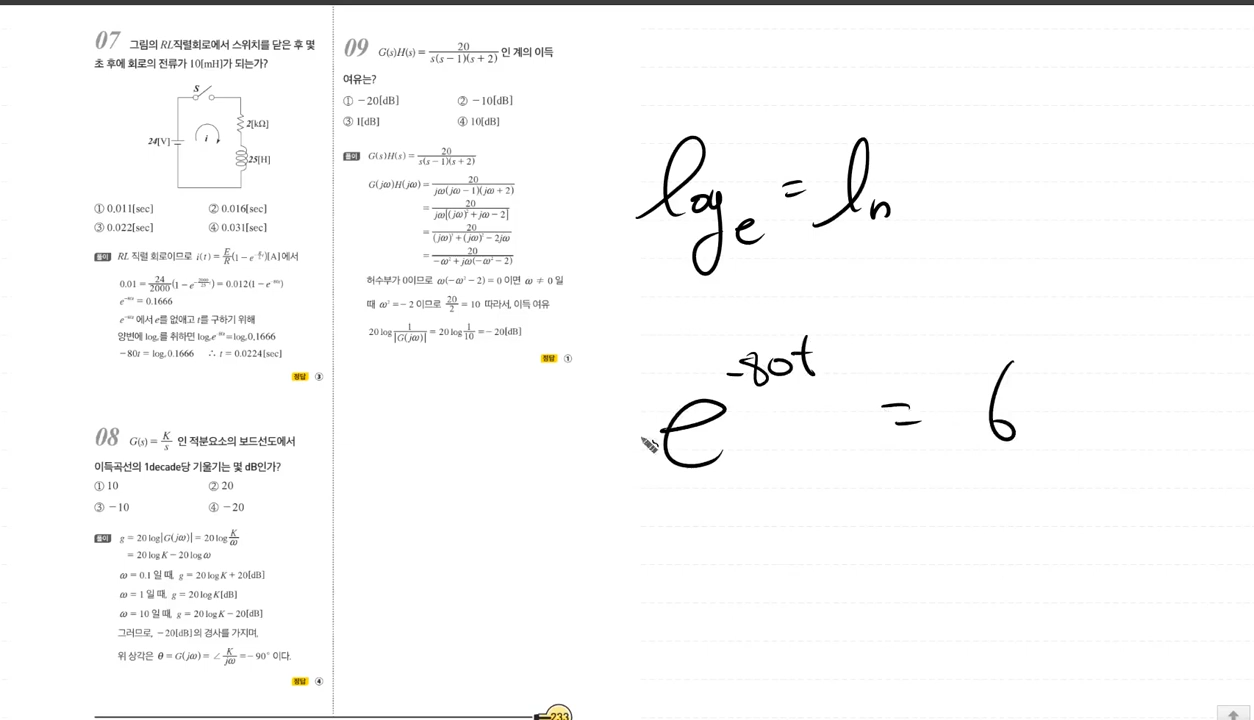 07 그림의 RL직렬회로에서 스위치를 닫은 후 몇
초 후에 회로의 전류가 10[mH]가 되는가?
S
24[V]
i
2[kΩ]
25[H]
① 0.011[sec] ② 0.016[sec]
③ 0.022[sec] ④ 0.031[sec]
풀이 RL 직렬 회로이므로 i(t) = E/R(1 − e^{−R/L t})[A]에서
0.01 = 24/2000(1 − e^{−2000/25 t}) = 0.012(1 − e^{−80t})
e^{−80t} = 0.1666
e^{−80t} 에서 e를 없애고 t를 구하기 위해
양변에 logₑ를 취하면 logₑe^{−80t} = logₑ0.1666
−80t = logₑ0.1666 ∴ t = 0.0224[sec]
정답 ③
08 G(s) = K/s 인 적분요소의 보드선도에서
이득곡선의 1decade당 기울기는 몇 dB인가?
① 10 ② 20
③ −10 ④ −20
풀이 g = 20 log|G(jω)| = 20 log K/ω
= 20 log K − 20 log ω
ω = 0.1 일 때, g = 20 log K + 20[dB]
ω = 1 일 때, g = 20 log K[dB]
ω = 10 일 때, g = 20 log K − 20[dB]
그러므로, −20[dB]의 경사를 가지며,
위상각은 θ = G(jω) = ∠ K/jω = −90° 이다.
정답 ④
09 G(s)H(s) = 20/s(s − 1)(s + 2) 인 계의 이득
여유는?
① −20[dB] ② −10[dB]
③ 1[dB] ④ 10[dB]
풀이 G(s)H(s) = 20/s(s − 1)(s + 2)
G(jω)H(jω) = 20/jω(jω − 1)(jω + 2)
= 20/jω[(jω)² + jω − 2]
= 20/(jω)³ + (jω)² − 2jω
= 20/−ω² + jω(−ω² − 2)
허수부가 0이므로 ω(−ω² − 2) = 0 이면 ω ≠ 0 일
때 ω² = −2 이므로 20/2 = 10 따라서, 이득 여유
20 log 1/|G(jω)| = 20 log 1/10 = −20[dB]
정답 ①
233
logₑ = ln
e^{-80t} = 6